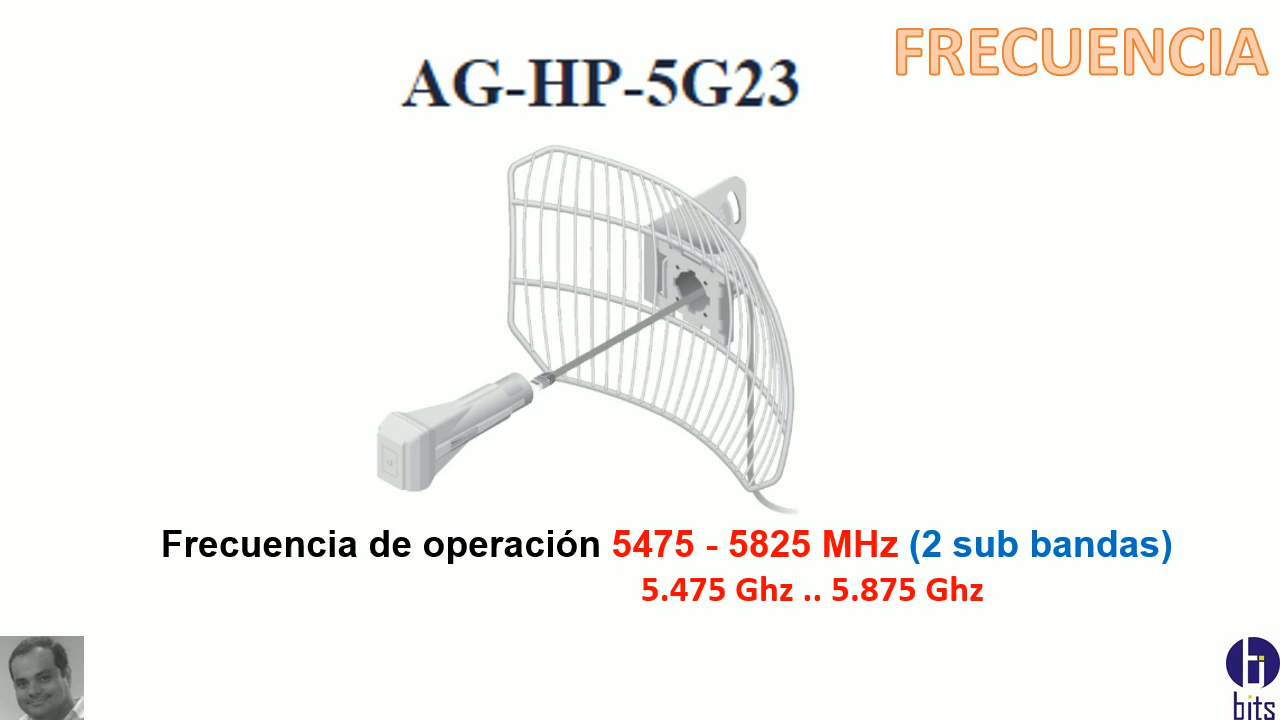 FRECUENCIA
AG-HP-5G23
Frecuencia de operación 5475 - 5825 MHz (2 sub bandas)
5.475 Ghz .. 5.875 Ghz
bits